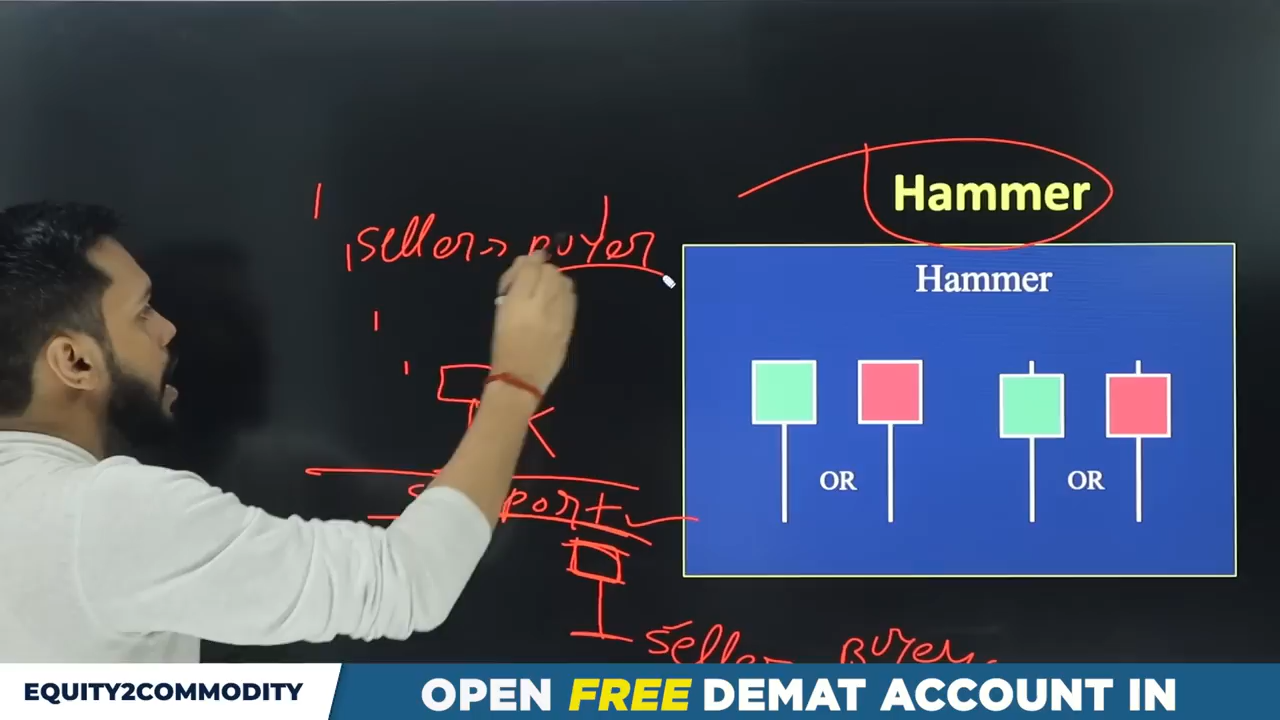 Hammer
seller > Buyer
Hammer
OR
OR
support
Seller Buyer
EQUITY2COMMODITY
OPEN FREE DEMAT ACCOUNT IN